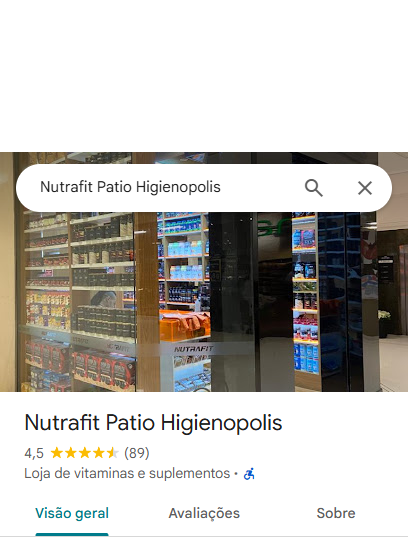 Nutrafit Patio Higienopolis
NUTRAFIT
Nutrafit Patio Higienopolis
4,5 (89)
Loja de vitaminas e suplementos ·
Visão geral Avaliações Sobre